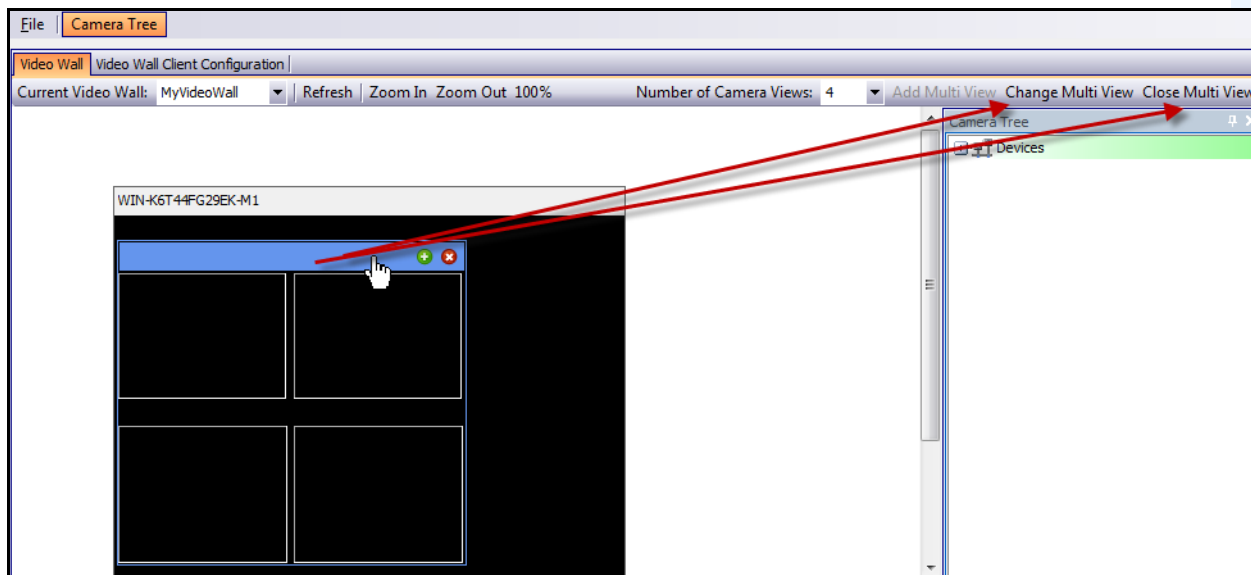 File Camera Tree
Video Wall Video Wall Client Configuration
Current Video Wall: MyVideoWall Refresh Zoom In Zoom Out 100% Number of Camera Views: 4 Add Multi View Change Multi View Close Multi View
Camera Tree
Devices
WIN-K6T44FG29EK-M1